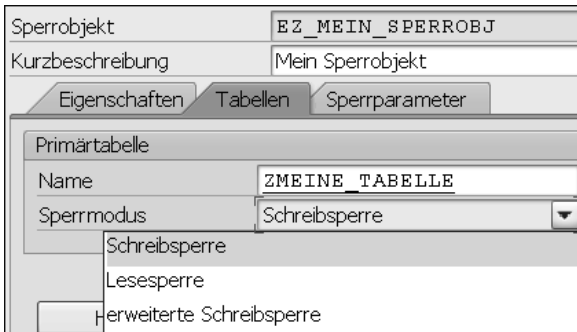 Sperrobjekt EZ_MEIN_SPERROBJ
Kurzbeschreibung Mein Sperrobjekt
Eigenschaften Tabellen Sperrparameter
Primärtabelle
Name ZMEINE_TABELLE
Sperrmodus Schreibsperre
Schreibsperre
Lesesperre
erweiterte Schreibsperre